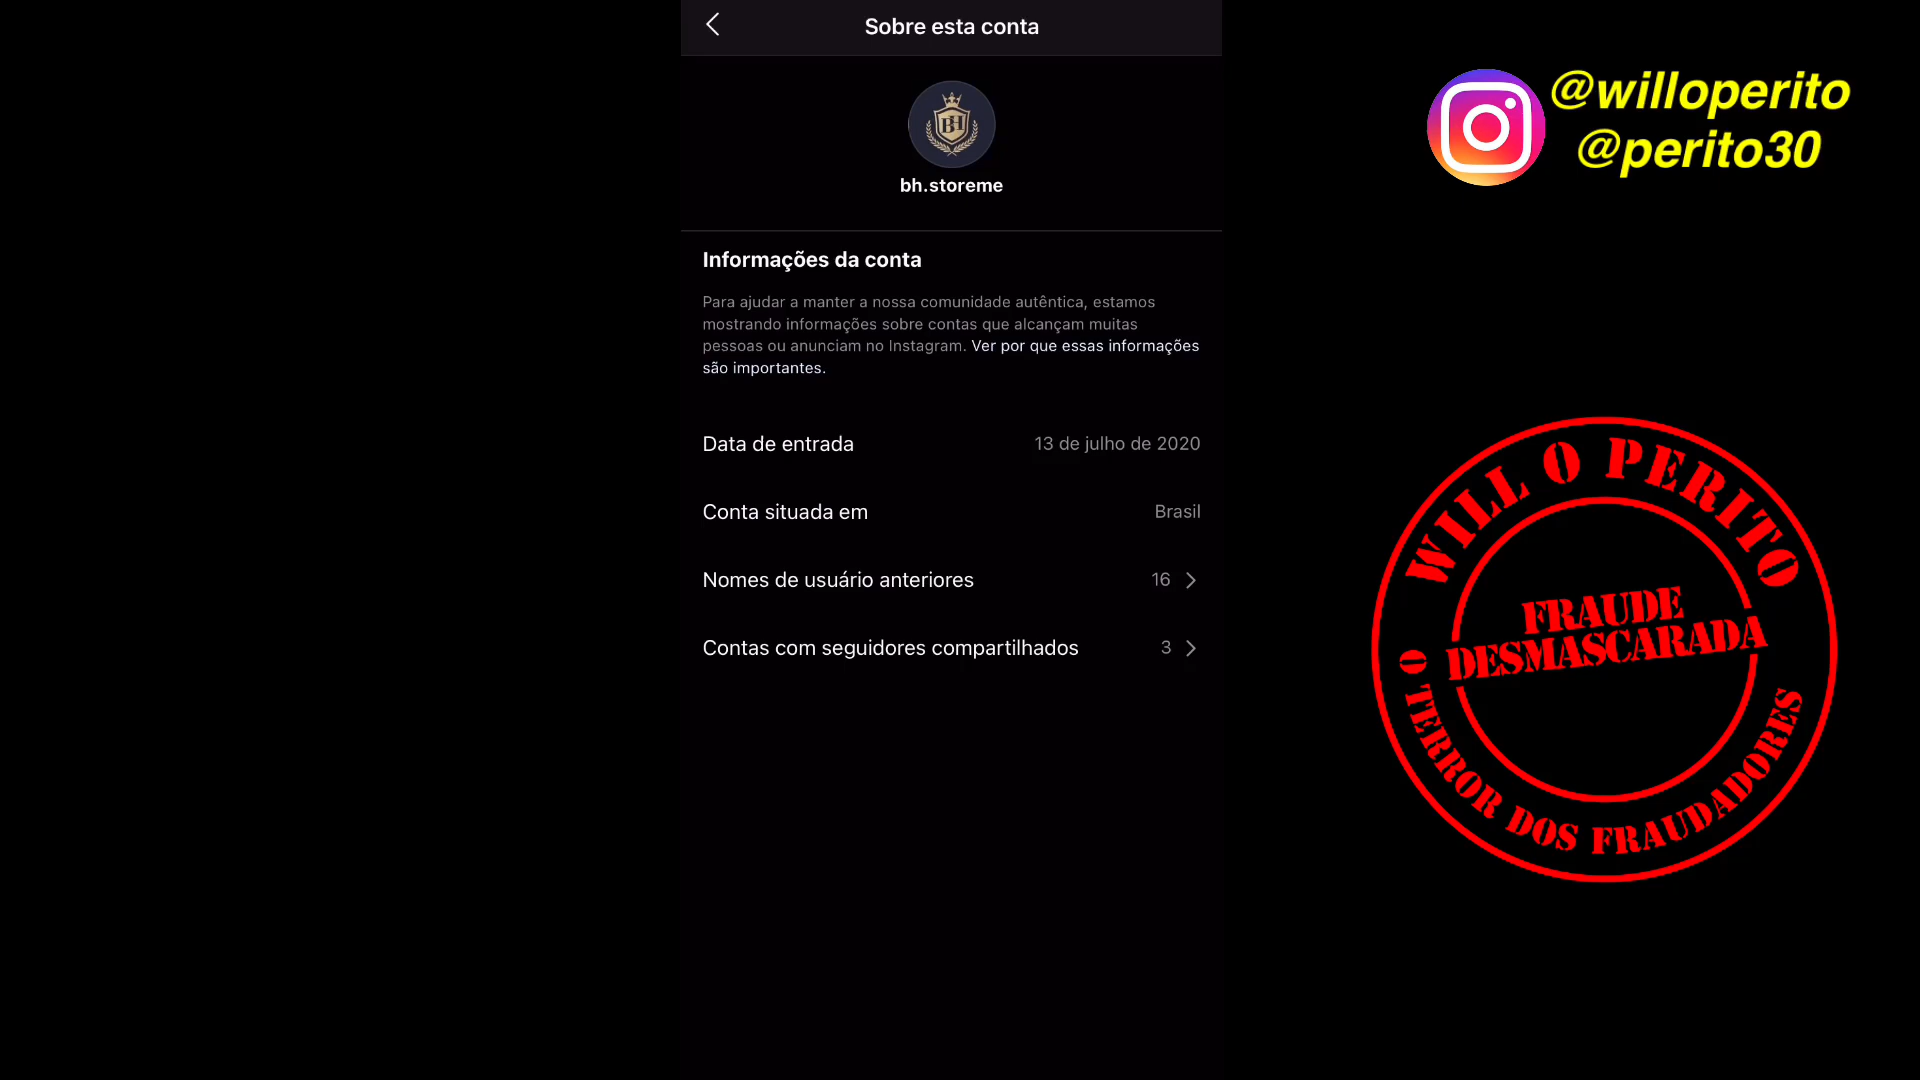 Sobre esta conta
BH
bh.storeme
Informações da conta
Para ajudar a manter a nossa comunidade autêntica, estamos
mostrando informações sobre contas que alcançam muitas
pessoas ou anunciam no Instagram. Ver por que essas informações
são importantes.
Data de entrada 13 de julho de 2020
Conta situada em Brasil
Nomes de usuário anteriores 16
Contas com seguidores compartilhados 3
@willoperito
@perito30
WILL O PERITO
FRAUDE
DESMASCARADA
O TERROR DOS FRAUDADORES